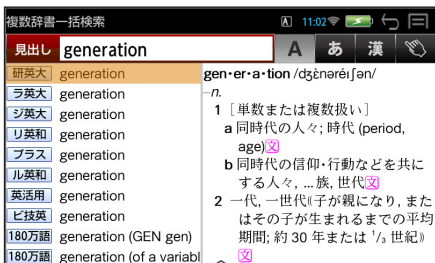 複数辞書一括検索
A 11:02
見出し generation
A あ 漢
研英大 generation
ラ英大 generation
ジ英大 generation
リ英和 generation
プラス generation
ル英和 generation
英活用 generation
ビ技英 generation
180万語 generation (GEN gen)
180万語 generation (of a variabl
gen・er・a・tion /dʒènəréɪʃən/
–n.
1 [単数または複数扱い]
a 同時代の人々; 時代 (period,
age)文
b 同時代の信仰・行動などを共に
する人々, ...族, 世代文
2 一代, 一世代《子が親になり, また
はその子が生まれるまでの平均
期間; 約 30 年または 1/3 世紀》
文